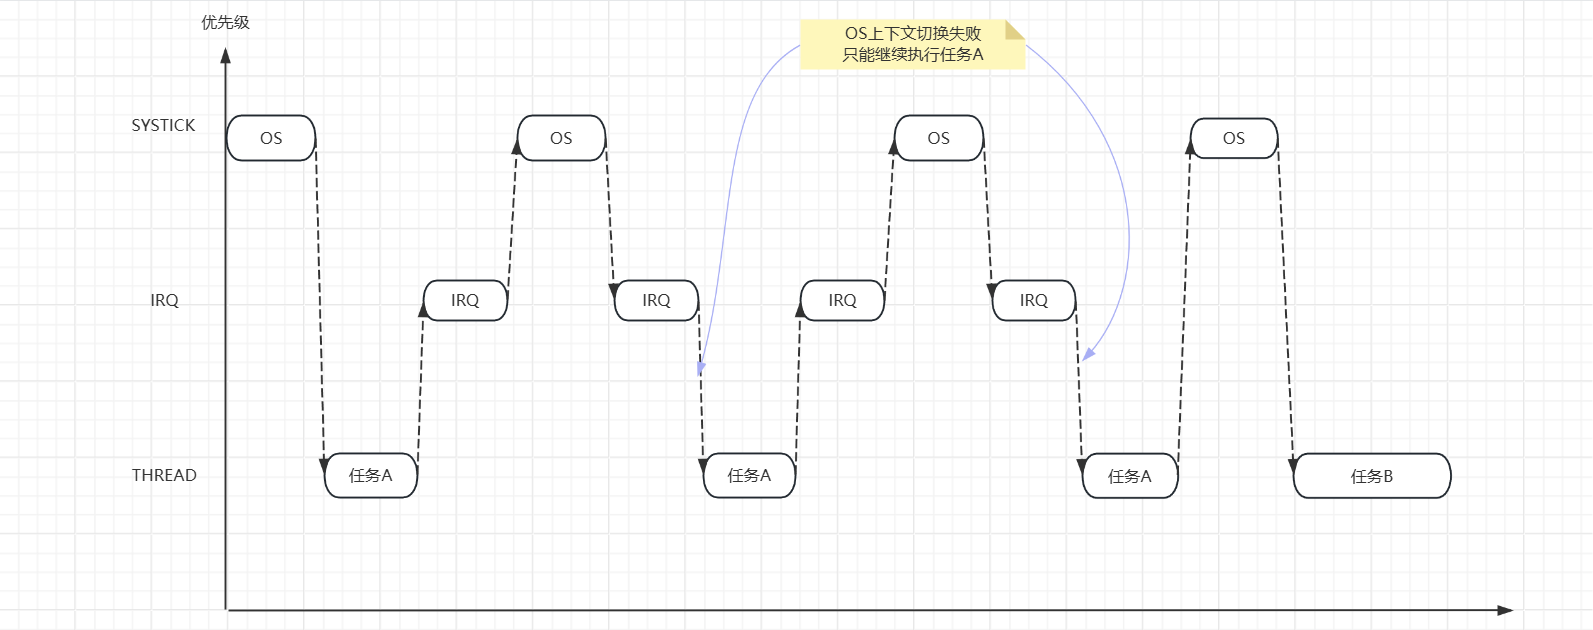 优先级
OS上下文切换失败
只能继续执行任务A
SYSTICK
OS
OS
OS
OS
IRQ
IRQ
IRQ
IRQ
IRQ
THREAD
任务A
任务A
任务A
任务B